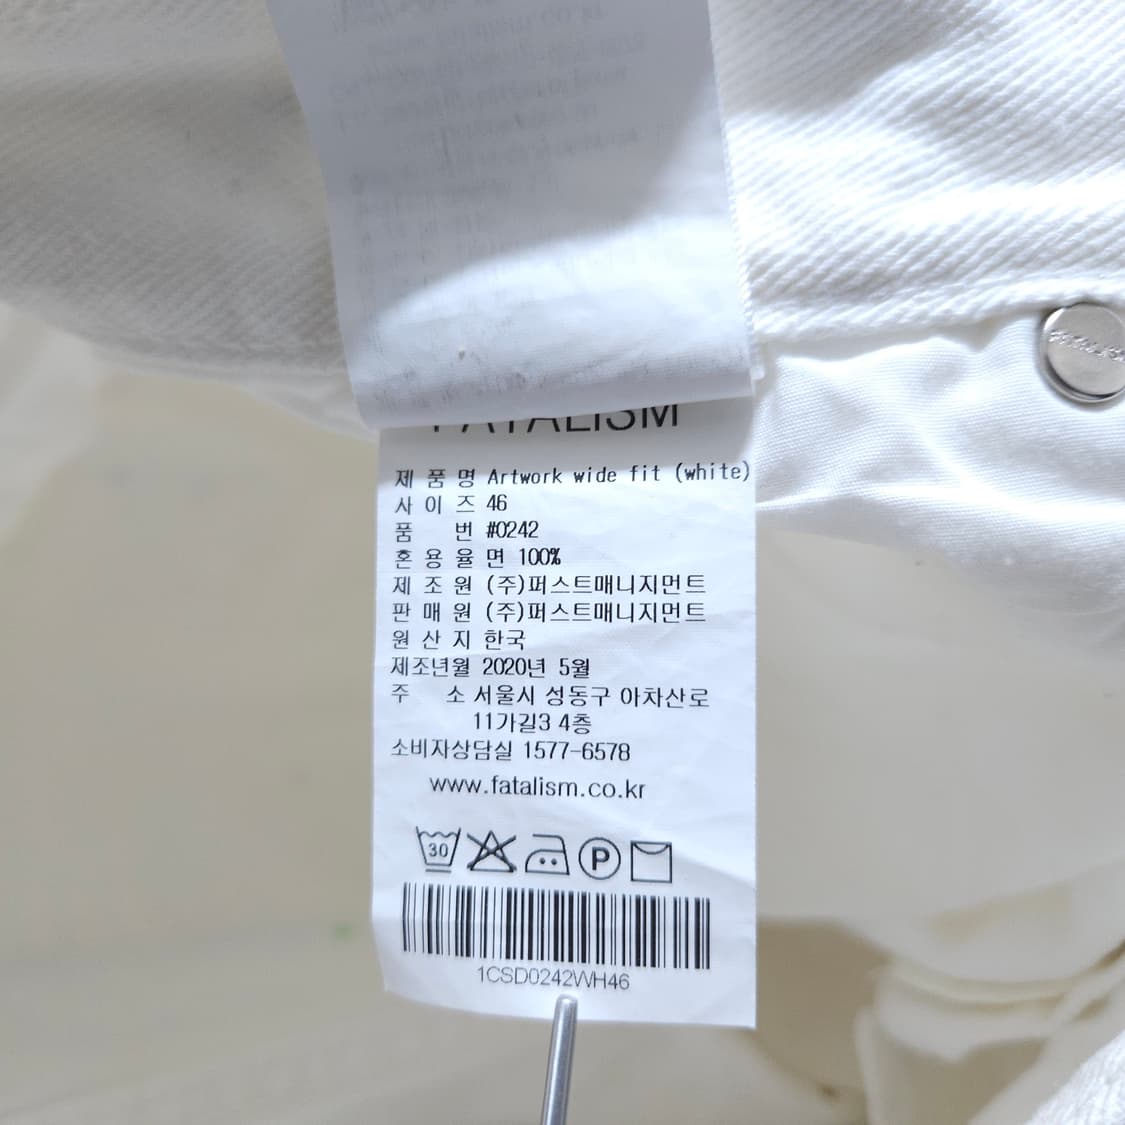 FATALISM
제 품 명 Artwork wide fit (white)
사 이 즈 46
품 번 #0242
혼 용 율 면 100%
제 조 원 (주)퍼스트매니지먼트
판 매 원 (주)퍼스트매니지먼트
원 산 지 한국
제조년월 2020년 5월
주 소 서울시 성동구 아차산로
11가길3 4층
소비자상담실 1577-6578
www.fatalism.co.kr
30
P
1CSD0242WH46
FATALISM